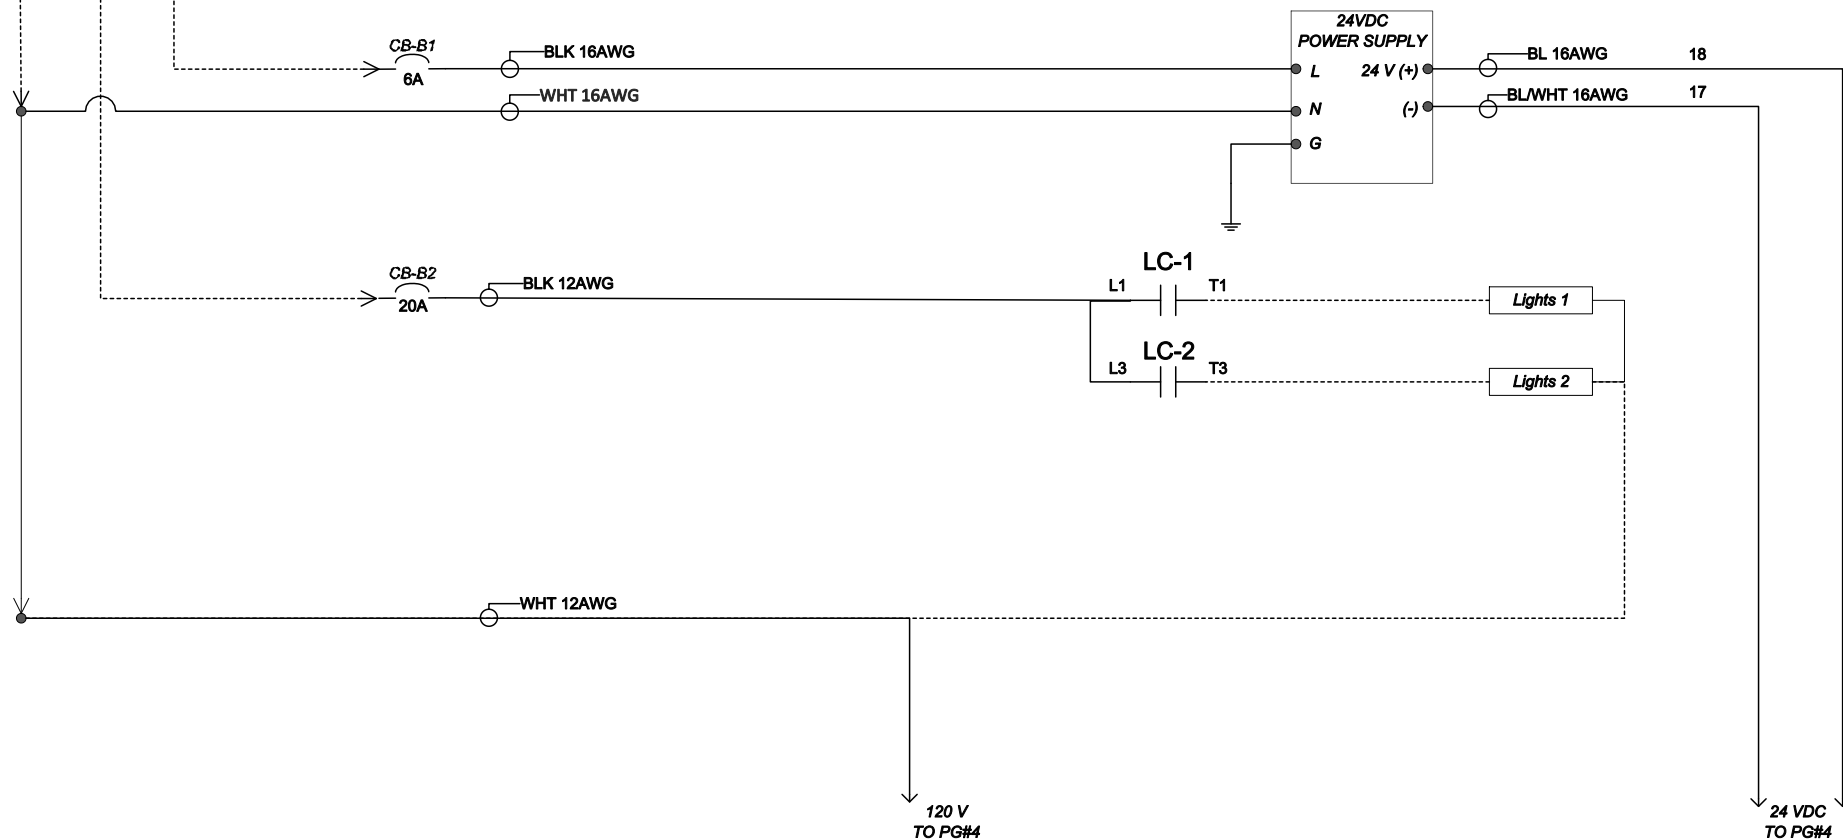 24VDC
POWER SUPPLY
CB-B1
6A
BLK 16AWG
L
24 V (+)
BL 16AWG
18
WHT 16AWG
N
(-)
BL/WHT 16AWG
17
G
CB-B2
20A
BLK 12AWG
LC-1
L1
T1
Lights 1
LC-2
L3
T3
Lights 2
WHT 12AWG
120 V
TO PG#4
24 VDC
TO PG#4